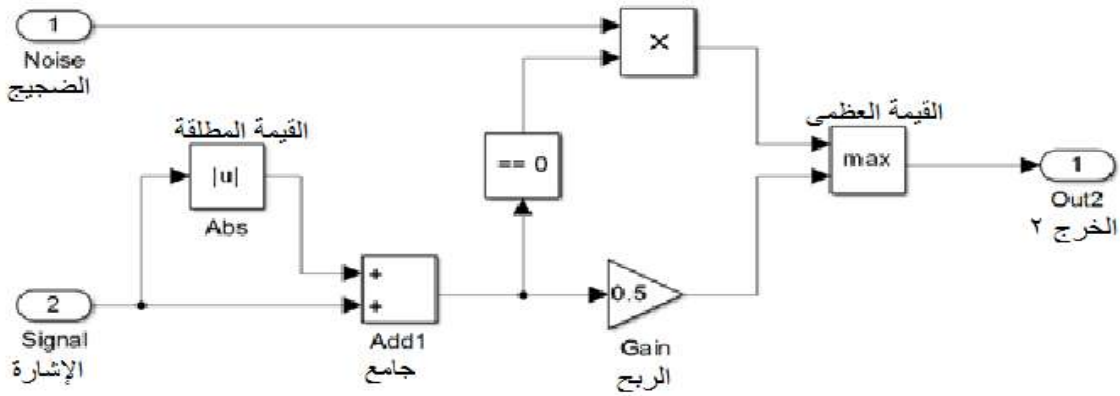 1
Noise
الضجيج
×
القيمة المطلقة
|u|
Abs
== 0
القيمة العظمى
max
1
Out2
الخرج ٢
2
Signal
الإشارة
+
+
Add1
جامع
0.5
Gain
الربح